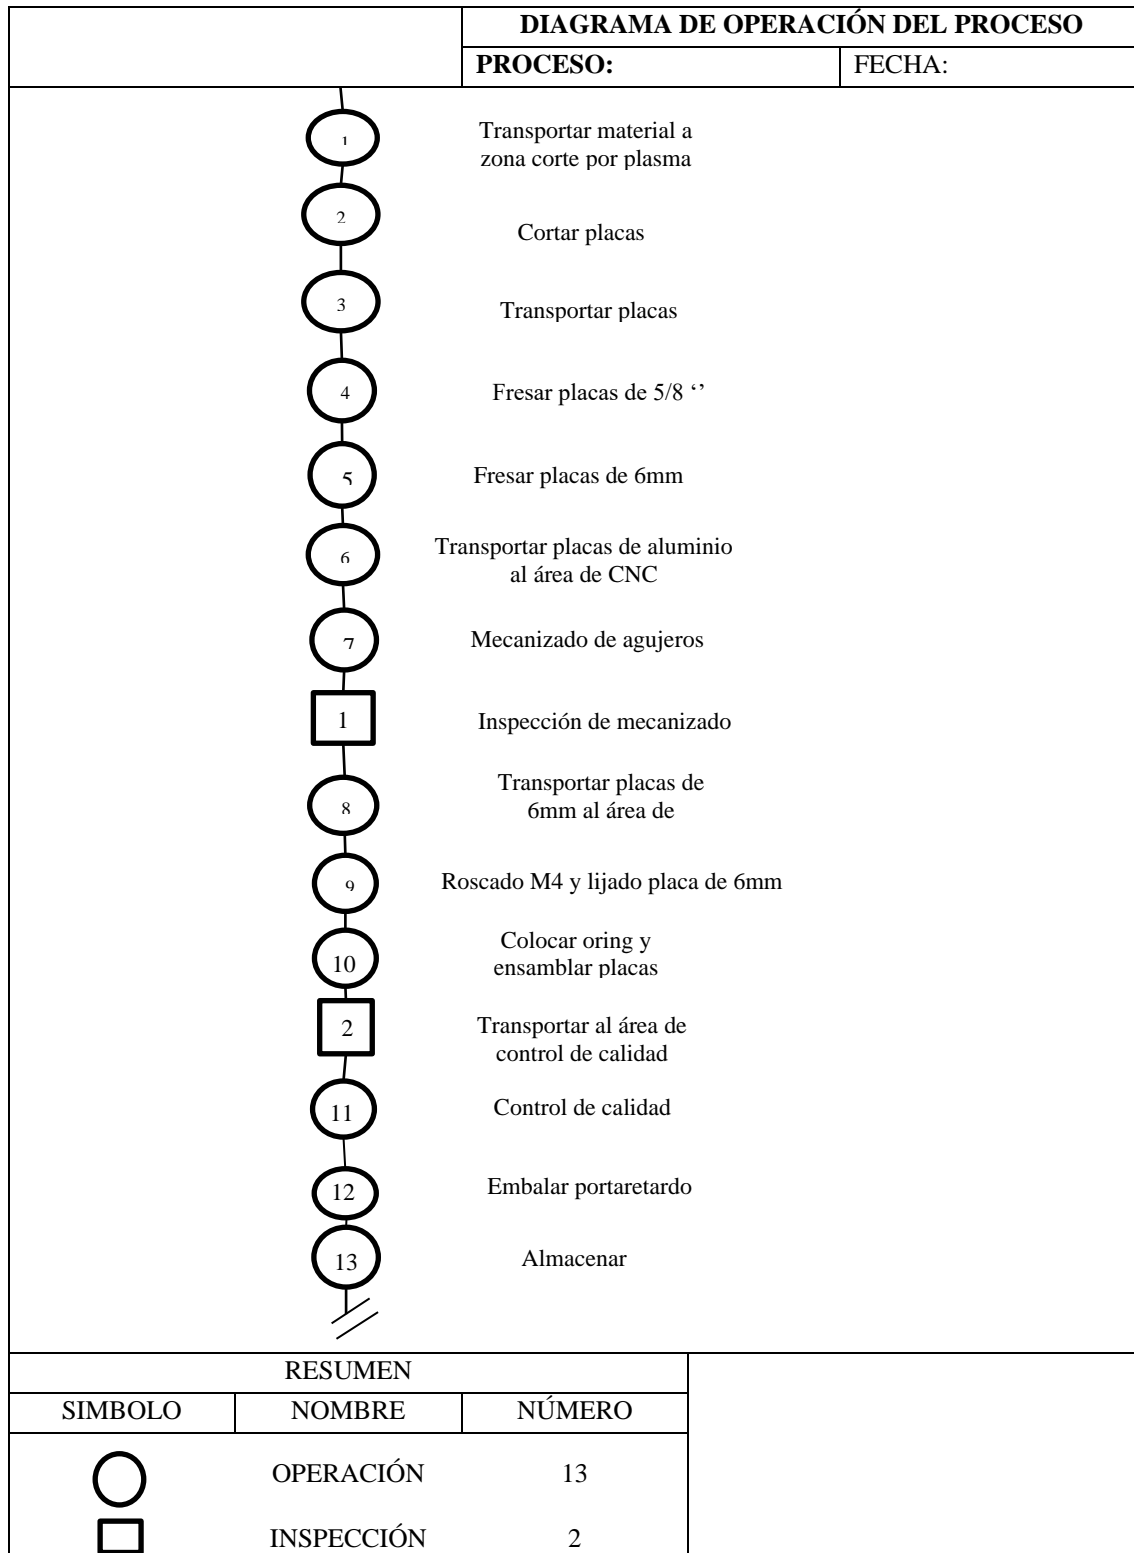 DIAGRAMA DE OPERACIÓN DEL PROCESO
PROCESO:
FECHA:
1
Transportar material a
zona corte por plasma
2
Cortar placas
3
Transportar placas
4
Fresar placas de 5/8 ‘’
5
Fresar placas de 6mm
6
Transportar placas de aluminio
al área de CNC
7
Mecanizado de agujeros
1
Inspección de mecanizado
8
Transportar placas de
6mm al área de
9
Roscado M4 y lijado placa de 6mm
10
Colocar oring y
ensamblar placas
2
Transportar al área de
control de calidad
11
Control de calidad
12
Embalar portaretardo
13
Almacenar
RESUMEN
SIMBOLO
NOMBRE
NÚMERO
OPERACIÓN
13
INSPECCIÓN
2